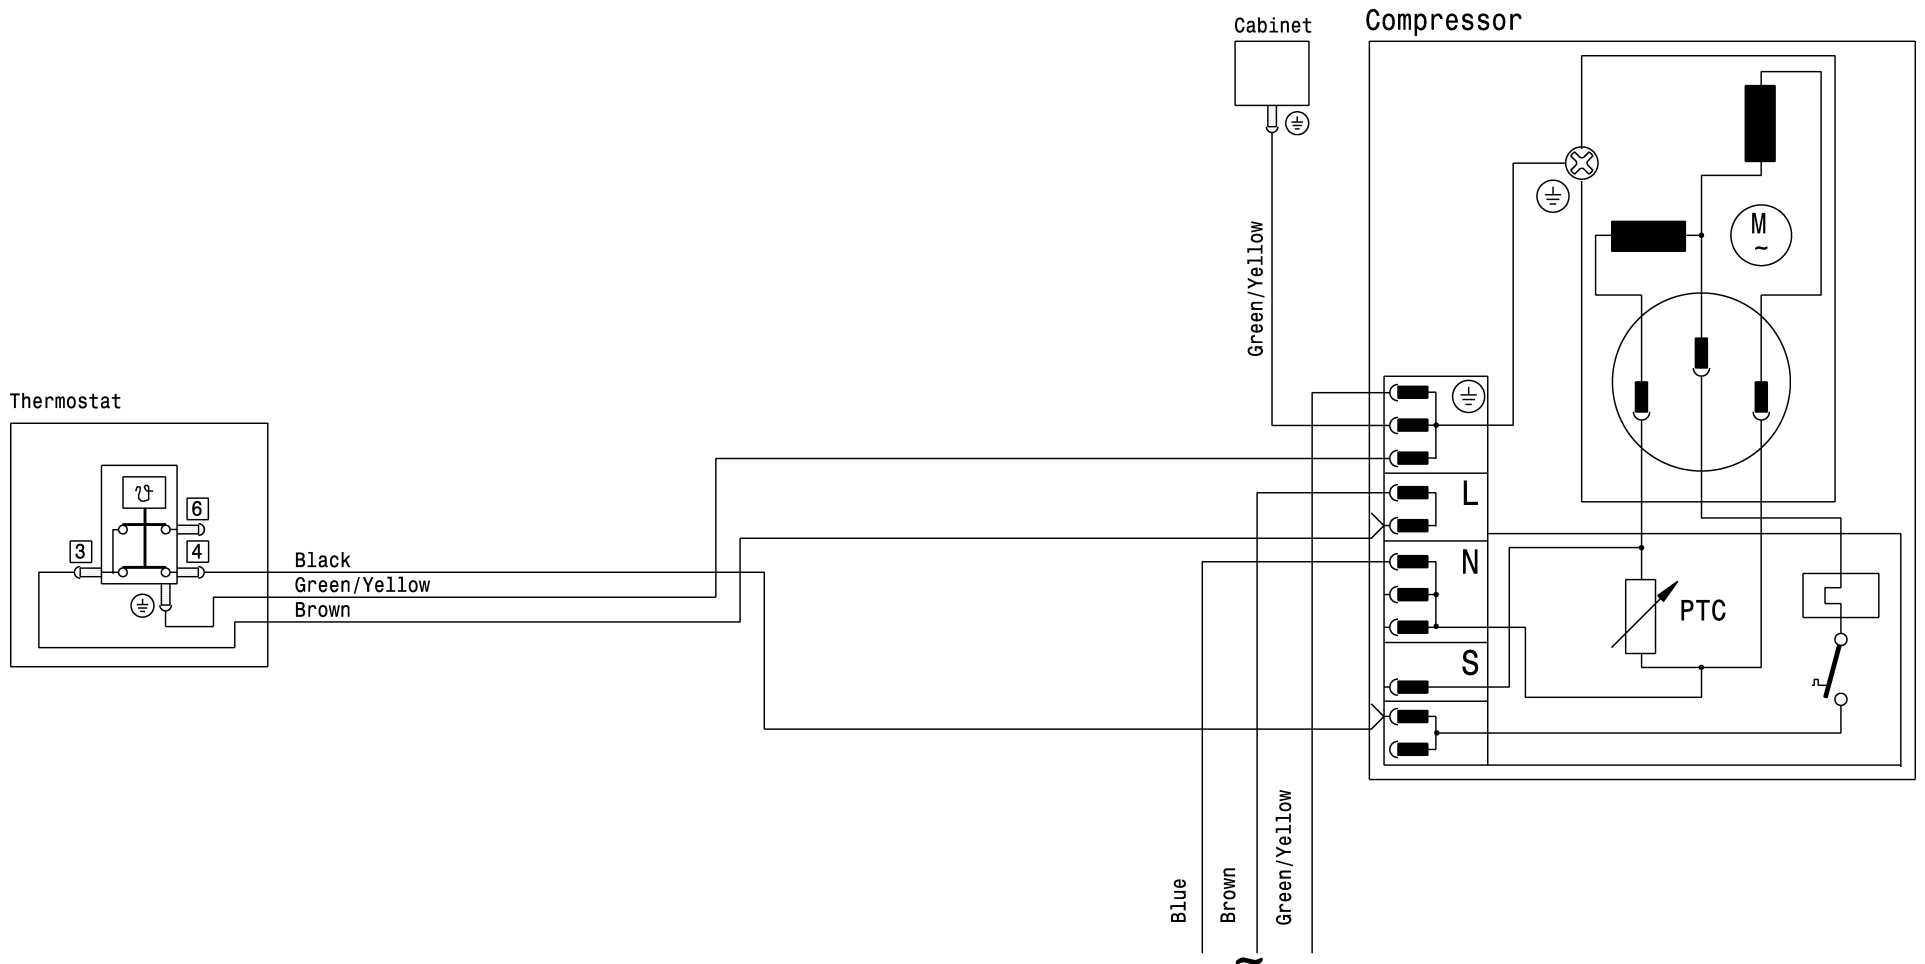 Compressor
Cabinet
M
~
Green/Yellow
Thermostat
L
ϑ
6
3
4
Black
N
Green/Yellow
Brown
PTC
S
Green/Yellow
Brown
Blue
~